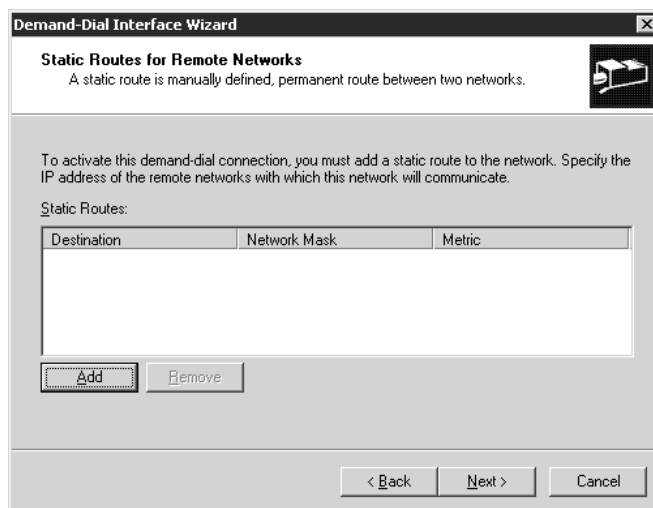 Demand-Dial Interface Wizard
Static Routes for Remote Networks
A static route is manually defined, permanent route between two networks.
To activate this demand-dial connection, you must add a static route to the network. Specify the
IP address of the remote networks with which this network will communicate.
Static Routes:
Destination Network Mask Metric
Add Remove
< Back Next > Cancel